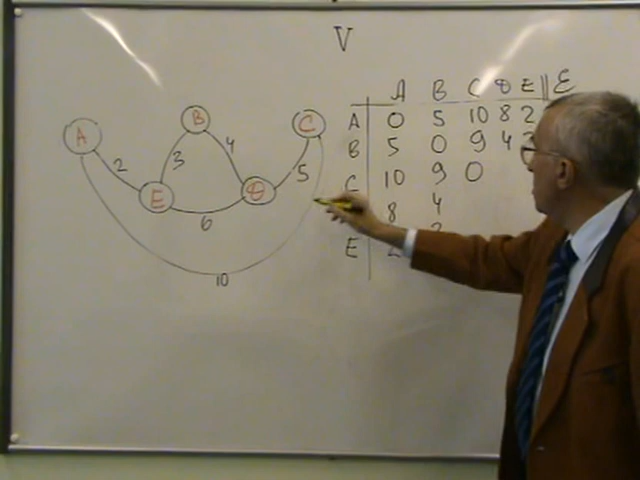 V
A B C D E
2 3 4 5
6
10
A B C D E || Σ
A 0 5 10 8 2
B 5 0 9 4
C 10 9 0
8 4
E